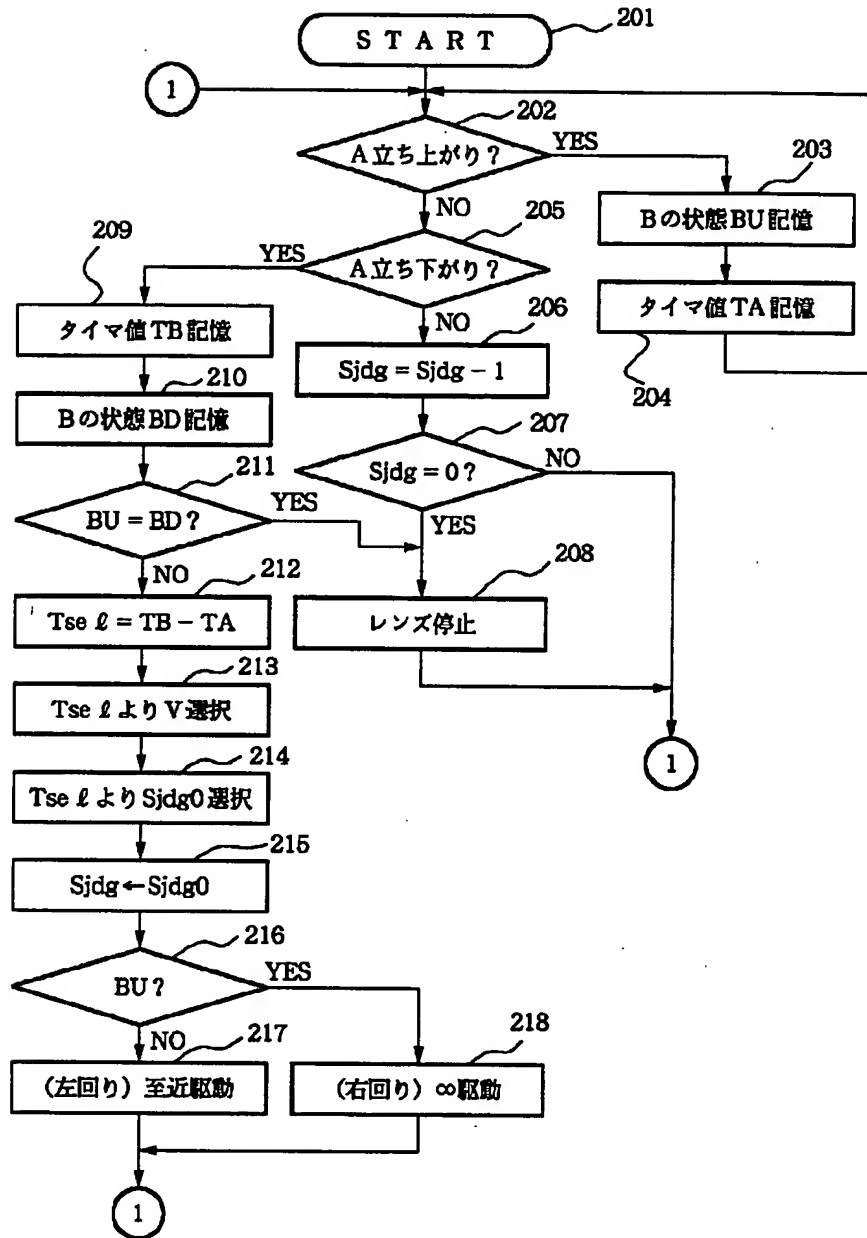 START
201
1
202
A立ち上がり?
YES
NO
203
Bの状態BU記憶
タイマ値TA記憶
204
205
A立ち下がり?
YES
NO
206
Sjdg = Sjdg - 1
207
Sjdg = 0?
NO
YES
208
レンズ停止
1
209
タイマ値TB記憶
210
Bの状態BD記憶
211
BU = BD?
YES
NO
212
Tse ℓ = TB - TA
213
Tse ℓ よりV選択
214
Tse ℓ よりSjdg0選択
215
Sjdg←Sjdg0
216
BU?
YES
NO
217
(左回り) 至近駆動
218
(右回り) ∞駆動
1